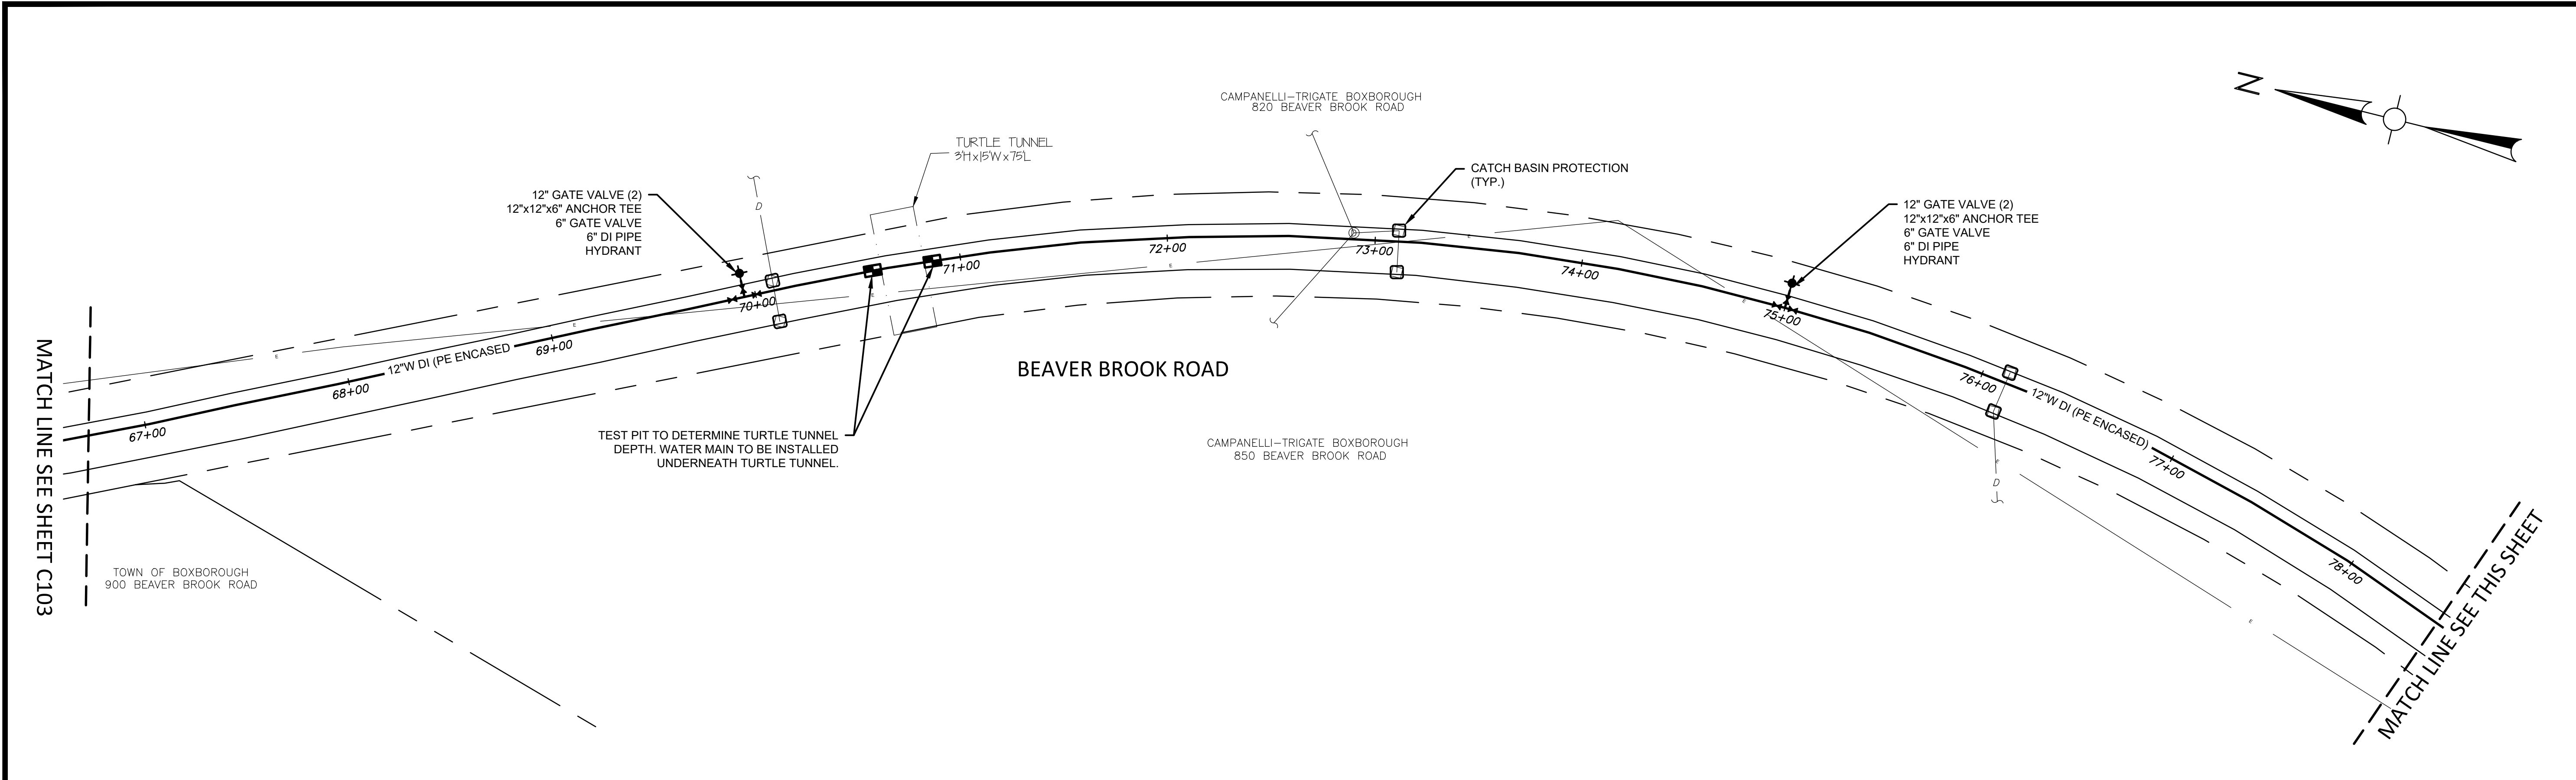 N
CAMPANELLI-TRIGATE BOXBOROUGH
820 BEAVER BROOK ROAD
TURTLE TUNNEL
3'Hx15'Wx75'L
CATCH BASIN PROTECTION
(TYP.)
12" GATE VALVE (2)
12"x12"x6" ANCHOR TEE
6" GATE VALVE
6" DI PIPE
HYDRANT
12" GATE VALVE (2)
12"x12"x6" ANCHOR TEE
6" GATE VALVE
6" DI PIPE
HYDRANT
D
E
E
E
E
E
E
E
E
E
D
67+00
68+00
12"W DI (PE ENCASED
69+00
70+00
71+00
72+00
73+00
74+00
75+00
76+00
12"W DI (PE ENCASED)
77+00
78+00
BEAVER BROOK ROAD
TEST PIT TO DETERMINE TURTLE TUNNEL
DEPTH. WATER MAIN TO BE INSTALLED
UNDERNEATH TURTLE TUNNEL.
CAMPANELLI-TRIGATE BOXBOROUGH
850 BEAVER BROOK ROAD
MATCH LINE SEE SHEET C103
TOWN OF BOXBOROUGH
900 BEAVER BROOK ROAD
MATCH LINE SEE THIS SHEET